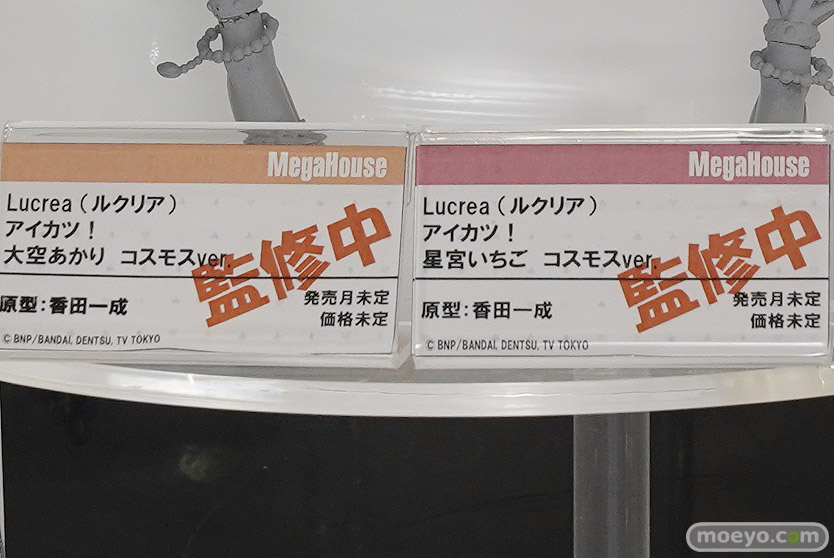 MegaHouse
Lucrea（ルクリア）
アイカツ！
大空あかり コスモスver.
監修中
原型：香田一成
発売月未定
価格未定
© BNP/BANDAI, DENTSU, TV TOKYO
MegaHouse
Lucrea（ルクリア）
アイカツ！
星宮いちご コスモスver.
監修中
原型：香田一成
発売月未定
価格未定
© BNP/BANDAI, DENTSU, TV TOKYO
moeyo.com